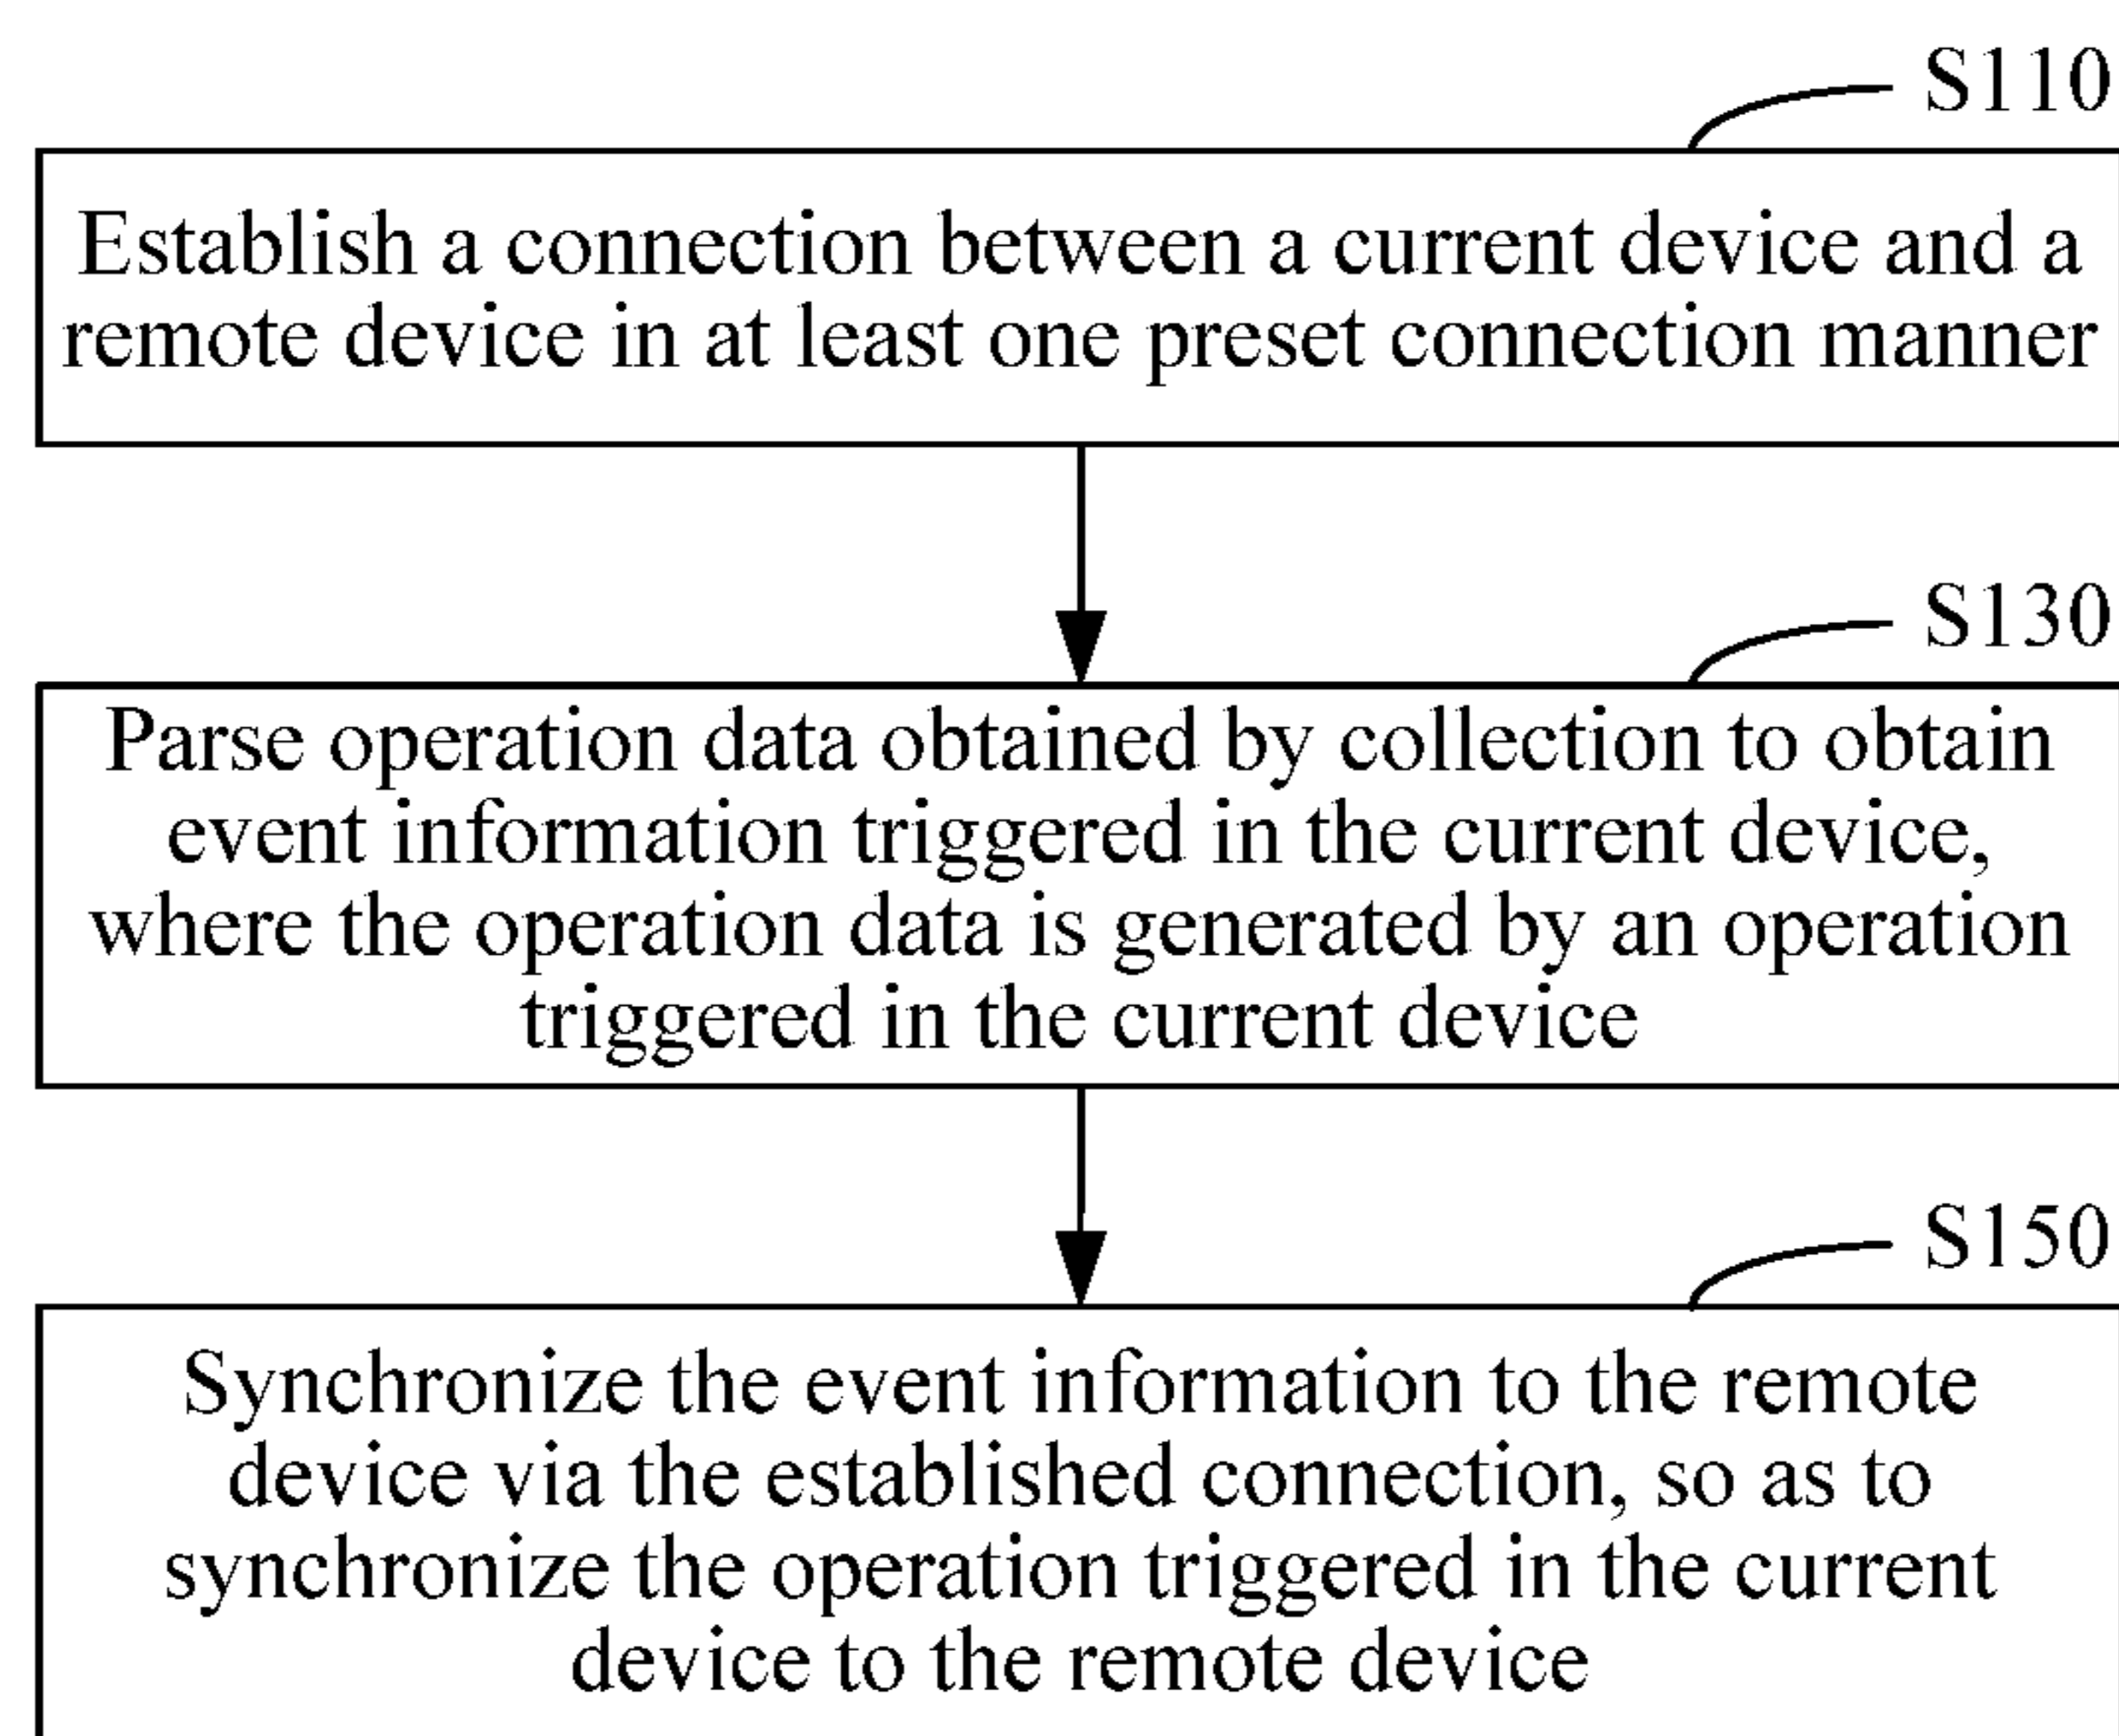 S110
Establish a connection between a current device and a
remote device in at least one preset connection manner
S130
Parse operation data obtained by collection to obtain
event information triggered in the current device,
where the operation data is generated by an operation
triggered in the current device
S150
Synchronize the event information to the remote
device via the established connection, so as to
synchronize the operation triggered in the current
device to the remote device